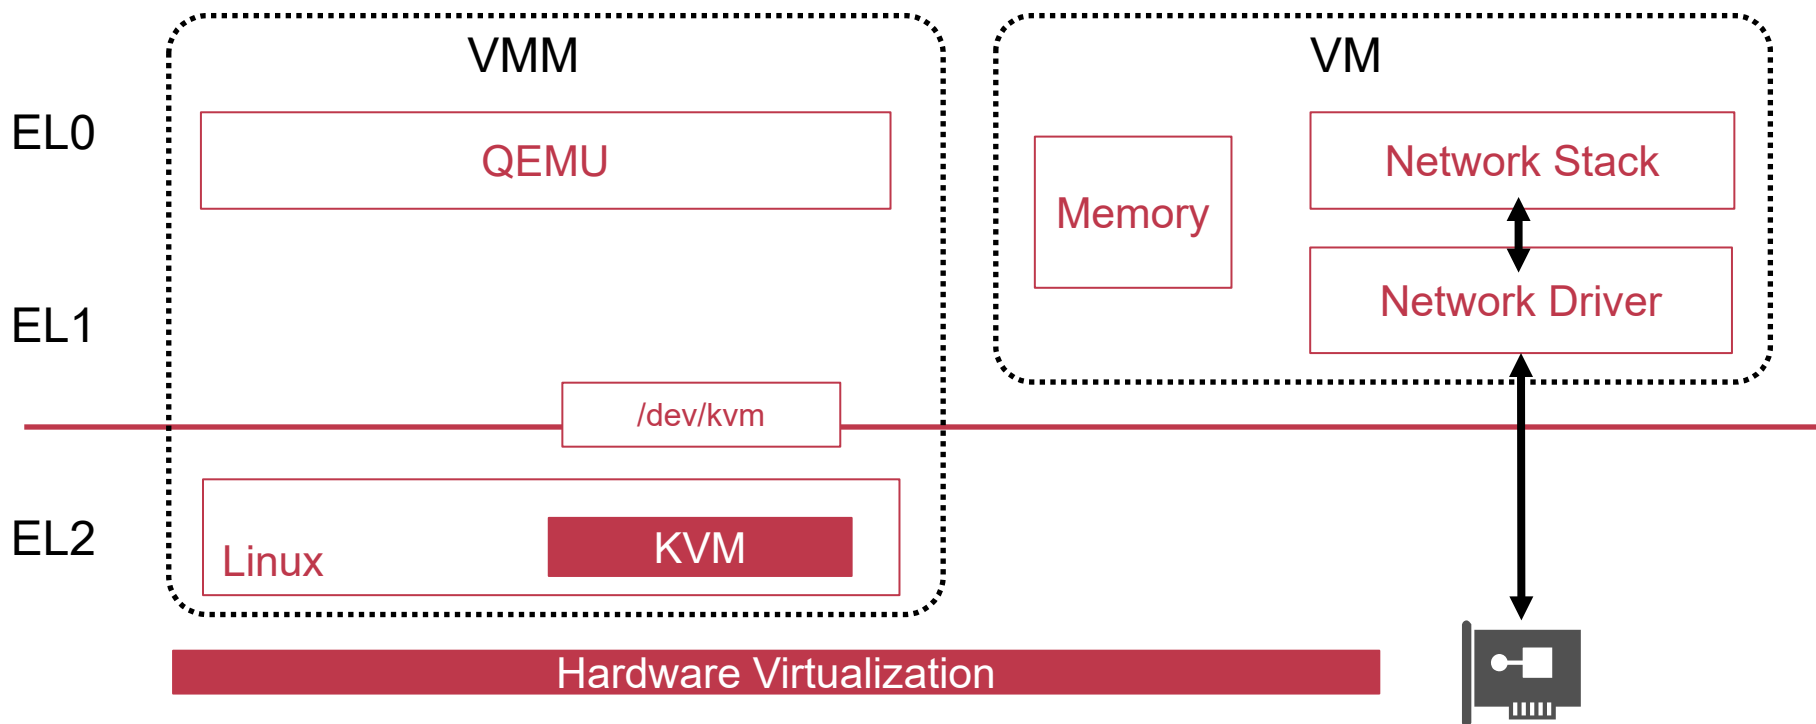 VMM
VM
EL0
QEMU
Memory
Network Stack
EL1
Network Driver
/dev/kvm
EL2
Linux
KVM
Hardware Virtualization